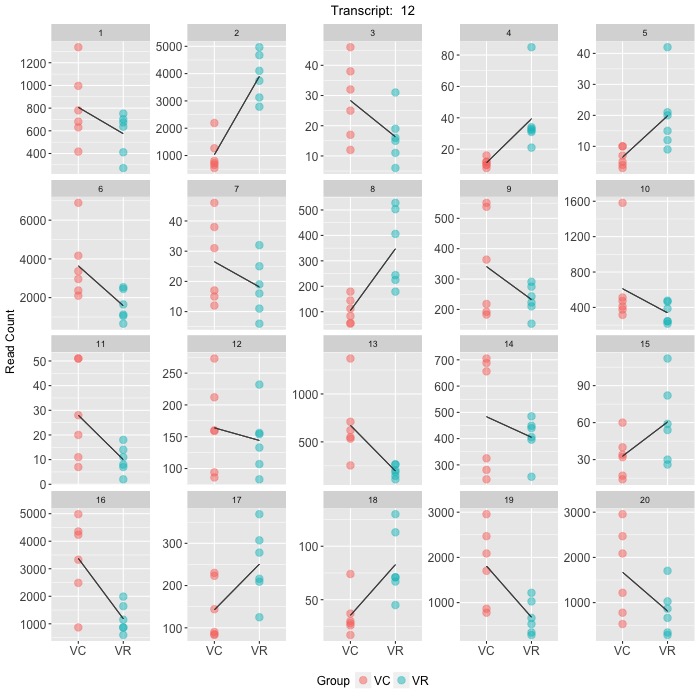 Transcript: 12
1 2 3 4 5
1200 1000 800 600 400
5000 4000 3000 2000 1000
40 30 20 10
80 60 40 20
40 30 20 10
6 7 8 9 10
6000 4000 2000
40 30 20 10
500 400 300 200 100
500 400 300 200
1600 1200 800 400
Read Count
11 12 13 14 15
50 40 30 20 10 0
250 200 150 100
1000 500
700 600 500 400 300
90 60 30
16 17 18 19 20
5000 4000 3000 2000 1000
300 200 100
100 50
3000 2000 1000
3000 2000 1000
VC VR VC VR VC VR VC VR VC VR
Group VC VR